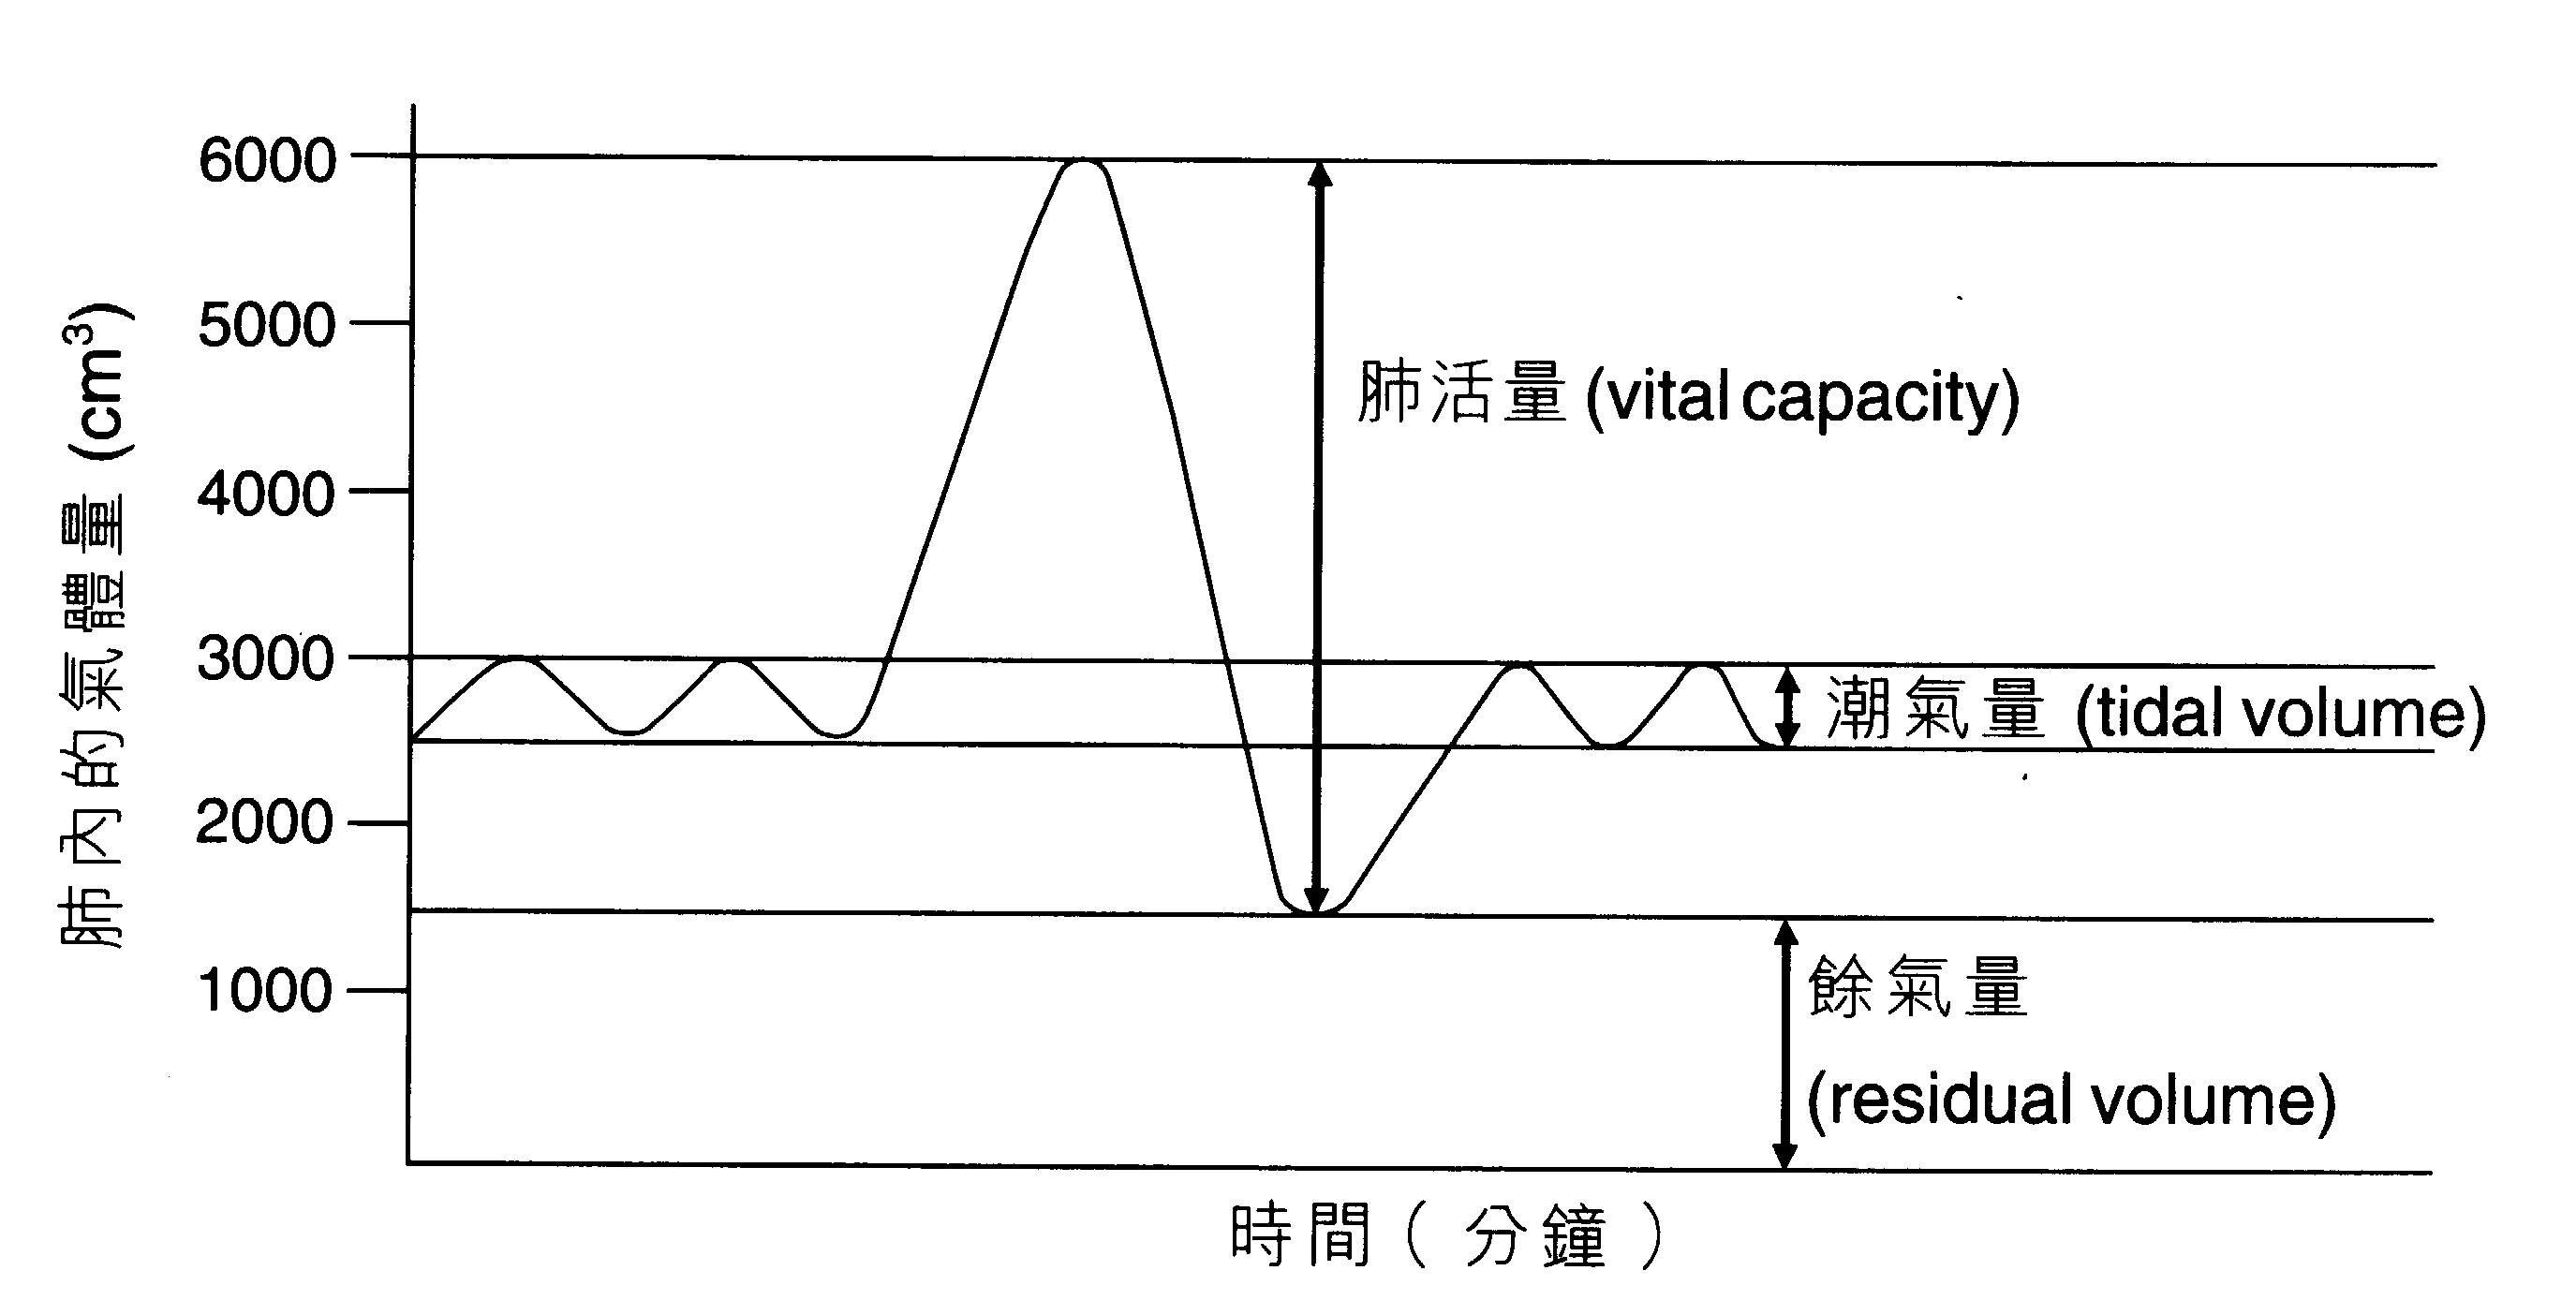 肺內的氣體量 (cm³)
6000
5000
4000
3000
2000
1000
肺活量 (vital capacity)
潮氣量 (tidal volume)
餘氣量
(residual volume)
時間（分鐘）